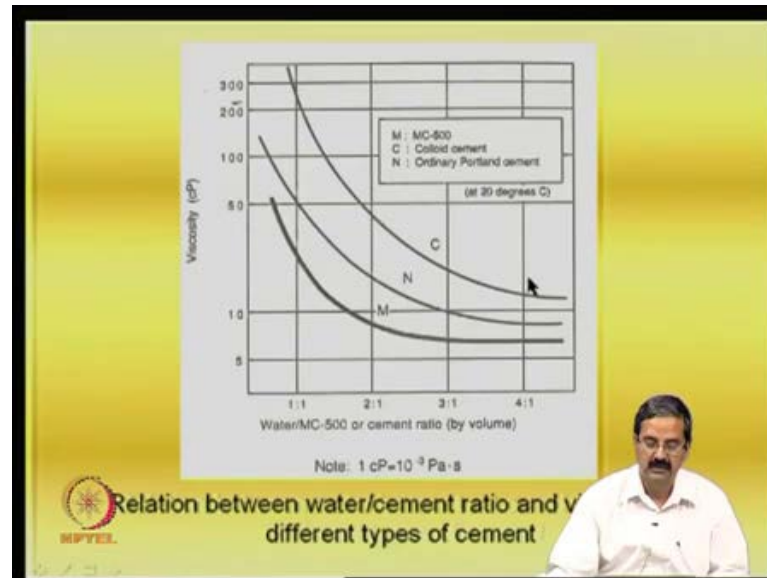 300
200
100
50
10
5
Viscosity (cP)
M : MC-500
C : Colloid cement
N : Ordinary Portland cement
(at 20 degrees C)
C
N
M
1:1 2:1 3:1 4:1
Water/MC-500 or cement ratio (by volume)
Note: 1 cP=10⁻³ Pa·s
Relation between water/cement ratio and
different types of cement
NPTEL